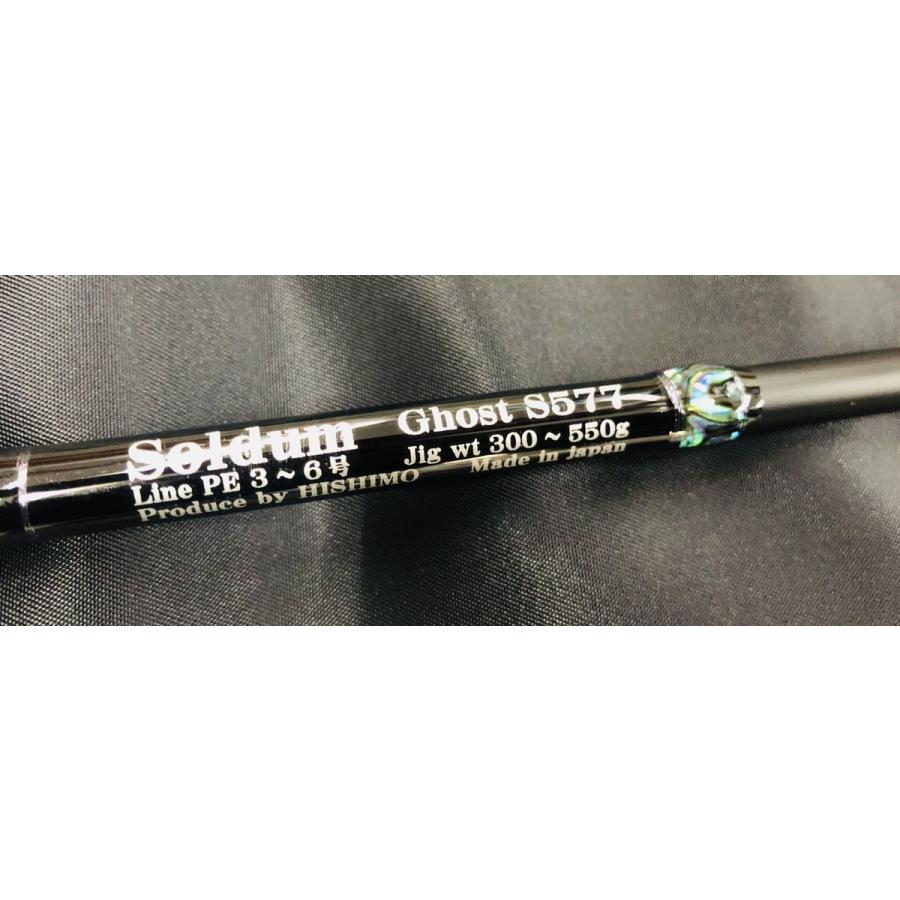 Soldum Ghost S577
Line PE 3～6号 Jig wt 300～550g
Produce by HISHIMO Made in Japan